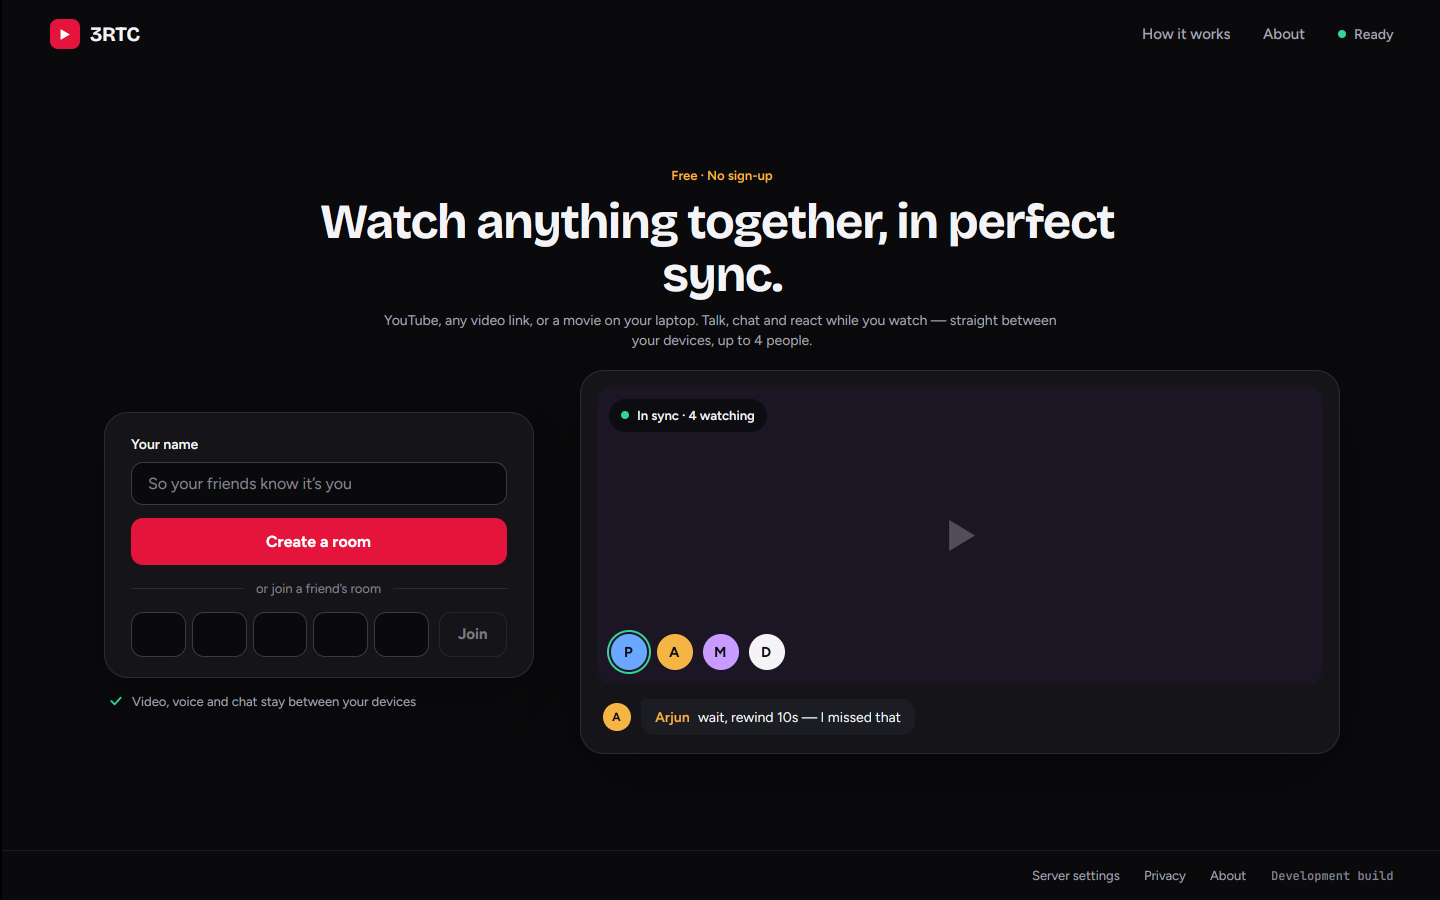 3RTC
How it works
About
Ready
Free · No sign-up
Watch anything together, in perfect
sync.
YouTube, any video link, or a movie on your laptop. Talk, chat and react while you watch — straight between
your devices, up to 4 people.
Your name
So your friends know it’s you
Create a room
or join a friend’s room
Join
Video, voice and chat stay between your devices
In sync · 4 watching
P
A
M
D
A
Arjun wait, rewind 10s — I missed that
Server settings
Privacy
About
Development build